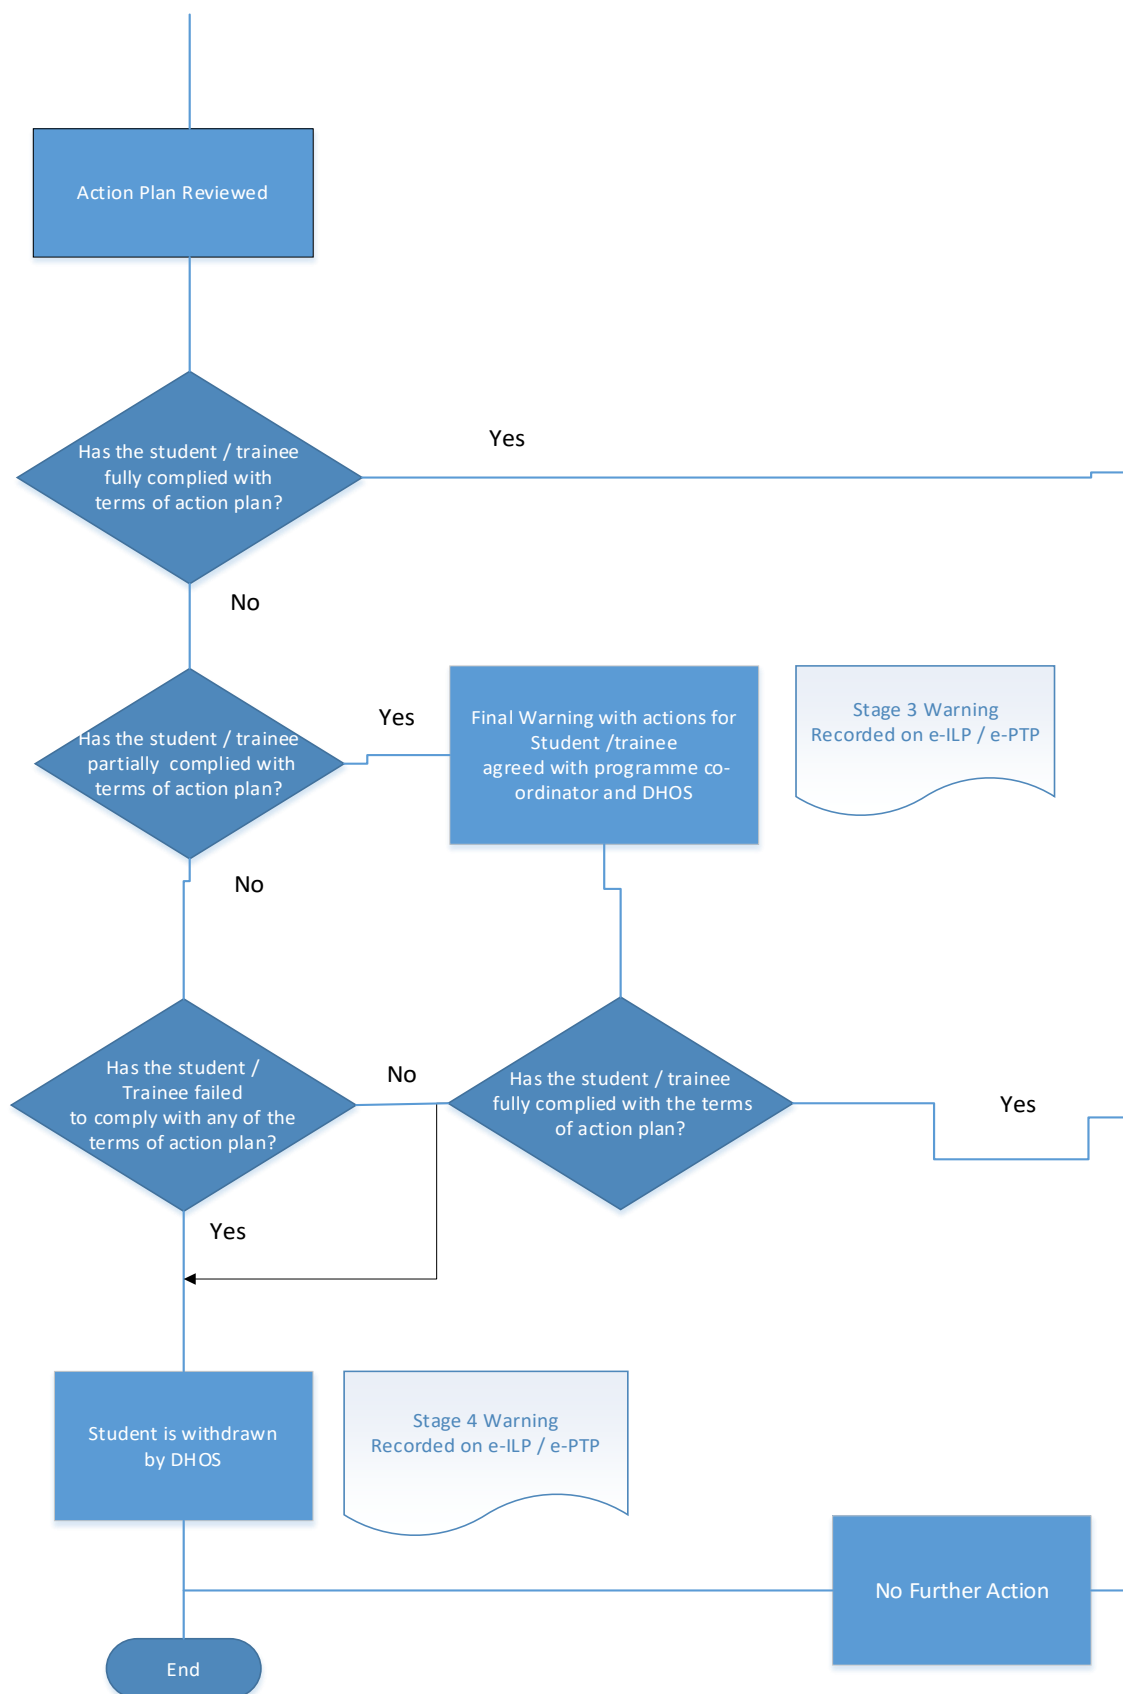 Action Plan Reviewed
Has the student / trainee
fully complied with
terms of action plan?
Yes
No
Has the student / trainee
partially complied with
terms of action plan?
Yes
Final Warning with actions for
Student /trainee
agreed with programme co-
ordinator and DHOS
Stage 3 Warning
Recorded on e-ILP / e-PTP
No
Has the student /
Trainee failed
to comply with any of the
terms of action plan?
No
Has the student / trainee
fully complied with the terms
of action plan?
Yes
Yes
Student is withdrawn
by DHOS
Stage 4 Warning
Recorded on e-ILP / e-PTP
No Further Action
End